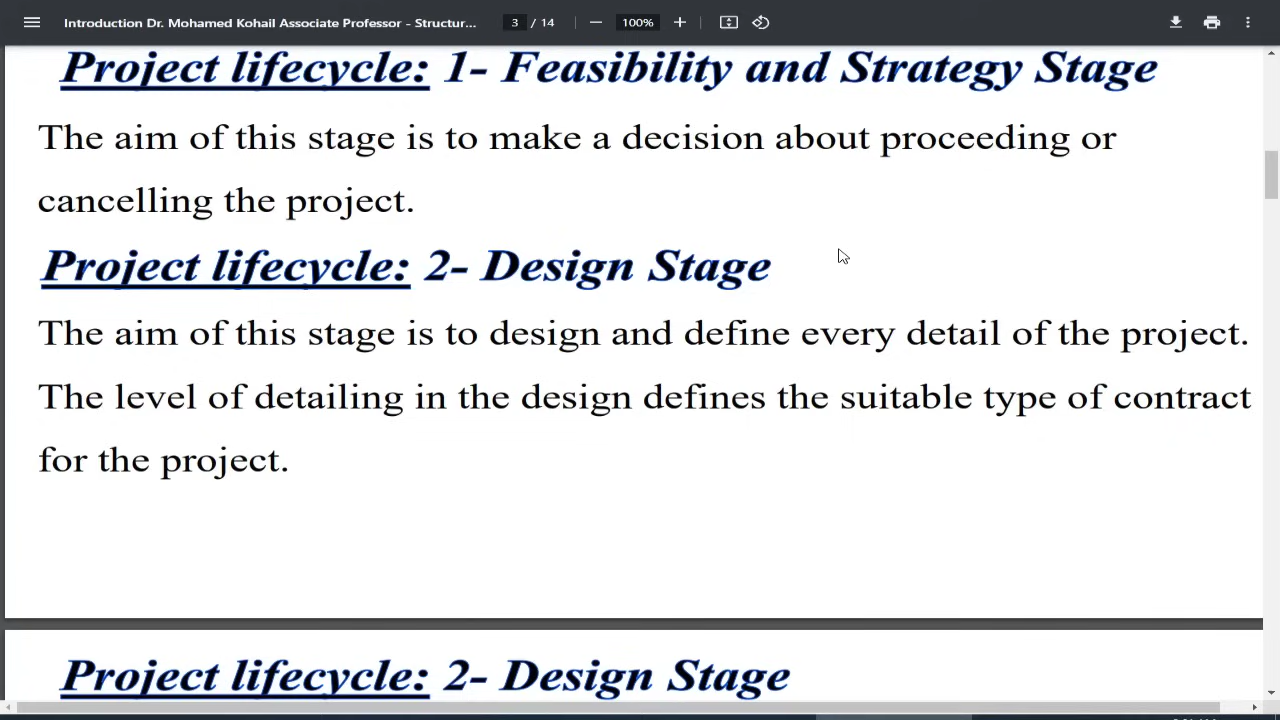 Introduction Dr. Mohamed Kohail Associate Professor - Structur...
3 / 14
100%
Project lifecycle: 1- Feasibility and Strategy Stage
The aim of this stage is to make a decision about proceeding or
cancelling the project.
Project lifecycle: 2- Design Stage
The aim of this stage is to design and define every detail of the project.
The level of detailing in the design defines the suitable type of contract
for the project.
Project lifecycle: 2- Design Stage